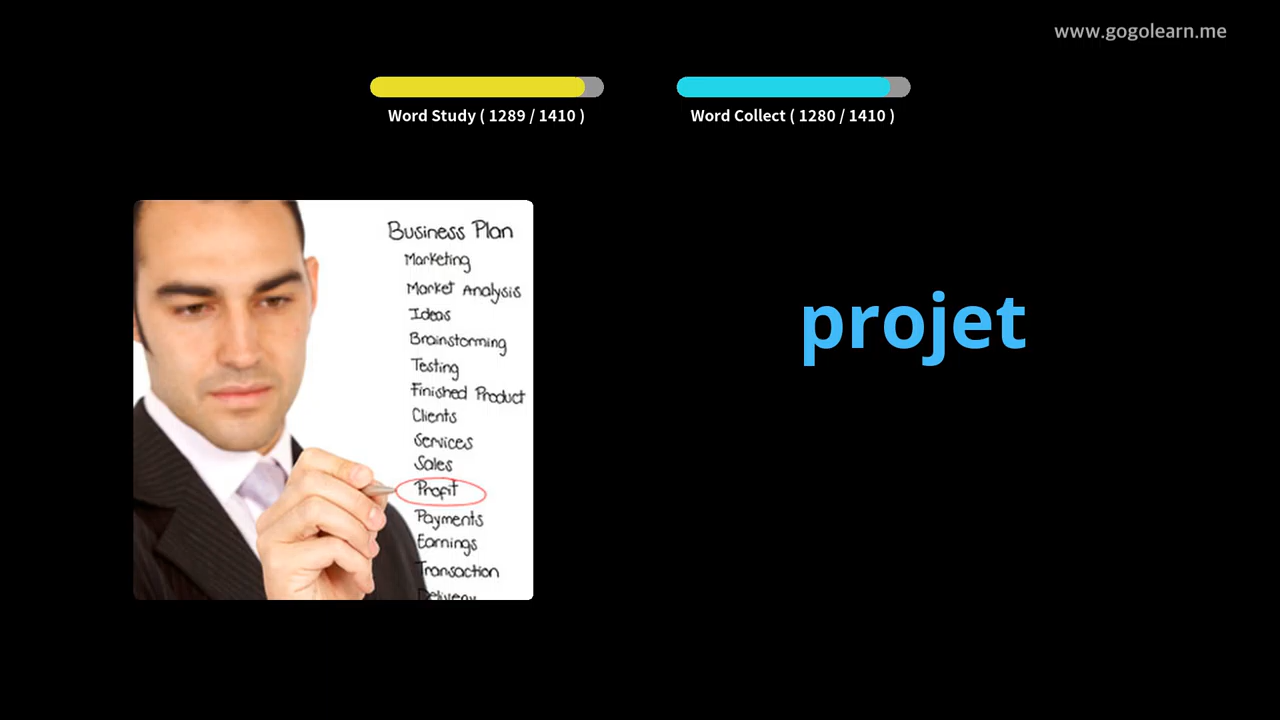 www.gogolearn.me
Word Study ( 1289 / 1410 )
Word Collect ( 1280 / 1410 )
Business Plan
Marketing
Market Analysis
Ideas
Brainstorming
Testing
Finished Product
Clients
Services
Sales
Profit
Payments
Earnings
Transaction
Delivery
projet